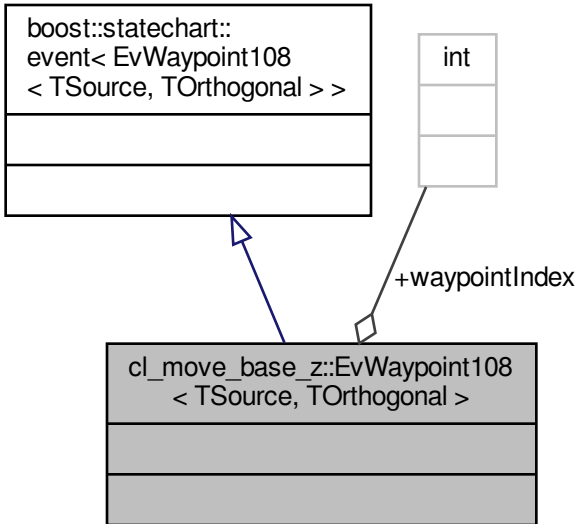 boost::statechart::
event< EvWaypoint108
< TSource, TOrthogonal > >
int
+waypointIndex
cl_move_base_z::EvWaypoint108
< TSource, TOrthogonal >